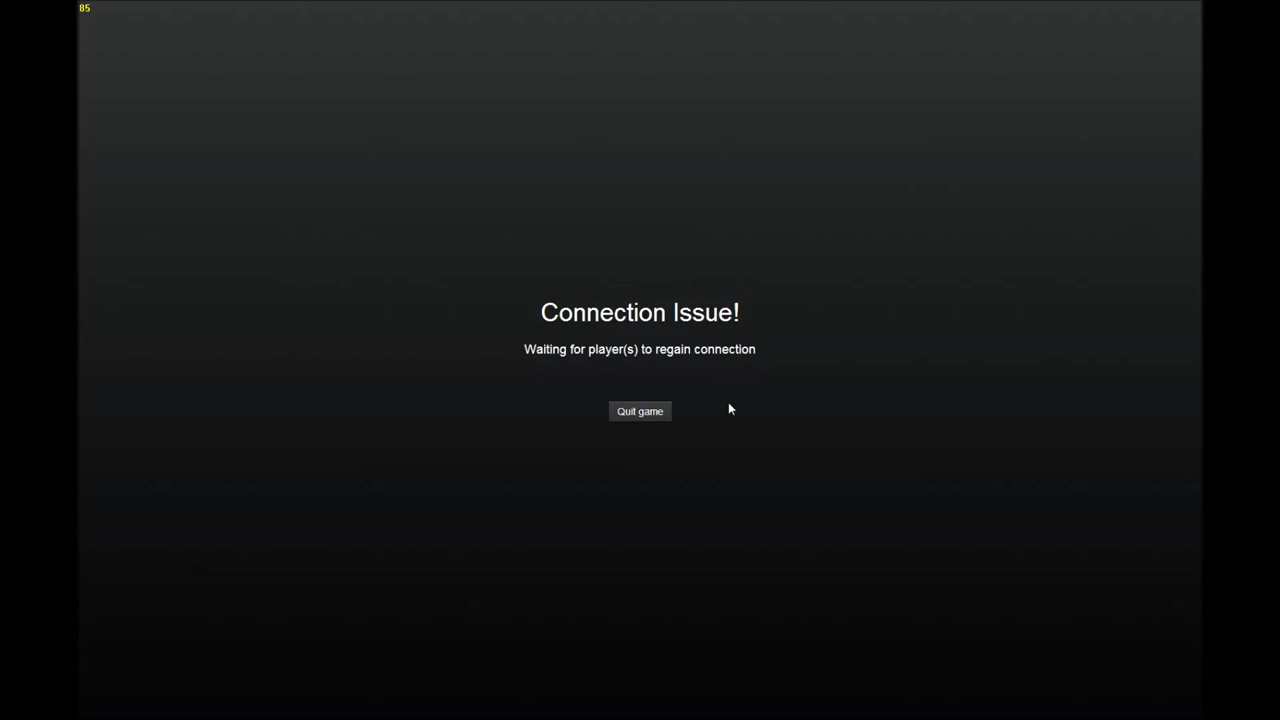 85
Connection Issue!
Waiting for player(s) to regain connection
Quit game